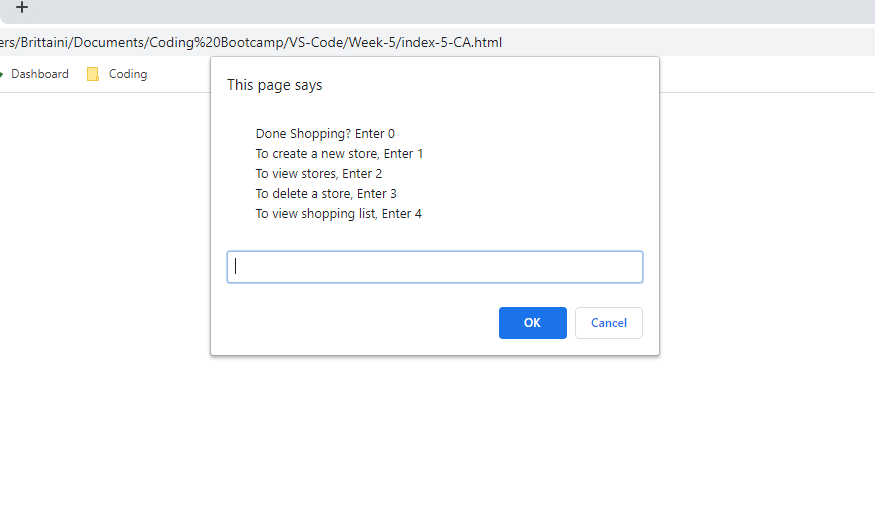 +
ers/Brittaini/Documents/Coding%20Bootcamp/VS-Code/Week-5/index-5-CA.html
Dashboard Coding
This page says
Done Shopping? Enter 0
To create a new store, Enter 1
To view stores, Enter 2
To delete a store, Enter 3
To view shopping list, Enter 4
OK Cancel